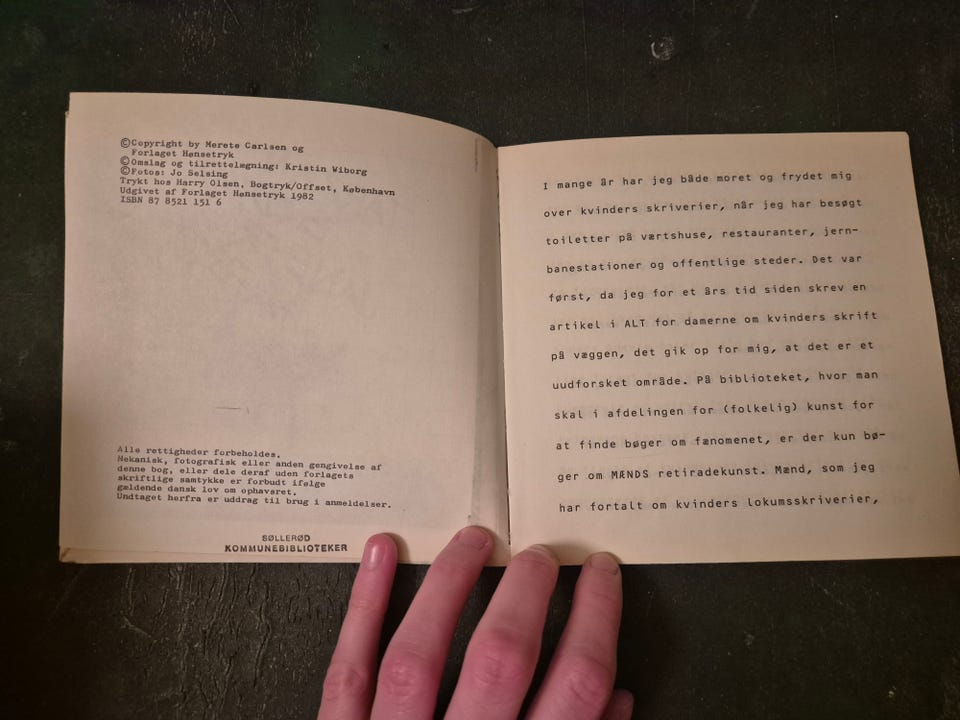 ©Copyright by Merete Carlsen og
Forlaget Hønsetryk
©Omslag og tilrettelægning: Kristin Wiborg
©Fotos: Jo Selsing
Trykt hos Harry Olsen, Bogtryk/Offset, København
Udgivet af Forlaget Hønsetryk 1982
ISBN 87 8521 151 6
Alle rettigheder forbeholdes.
Mekanisk, fotografisk eller anden gengivelse af
denne bog, eller dele deraf uden forlagets
skriftlige samtykke er forbudt ifølge
gældende dansk lov om ophavsret.
Undtaget herfra er uddrag til brug i anmeldelser.
SØLLERØD
KOMMUNEBIBLIOTEKER
I mange år har jeg både moret og frydet mig
over kvinders skriverier, når jeg har besøgt
toiletter på værtshuse, restauranter, jern-
banestationer og offentlige steder. Det var
først, da jeg for et års tid siden skrev en
artikel i ALT for damerne om kvinders skrift
på væggen, det gik op for mig, at det er et
uudforsket område. På biblioteket, hvor man
skal i afdelingen for (folkelig) kunst for
at finde bøger om fænomenet, er der kun bø-
ger om MÆNDS retiradekunst. Mænd, som jeg
har fortalt om kvinders lokumsskriverier,